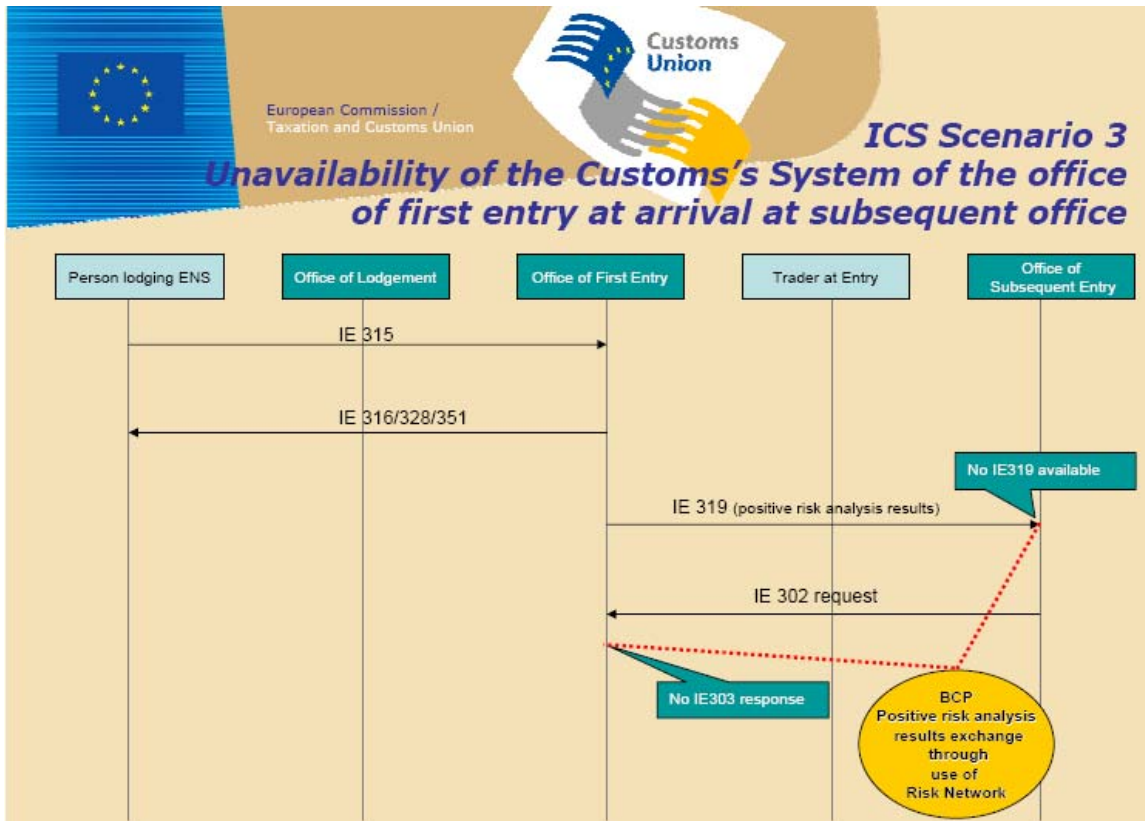 Customs
Union
European Commission /
Taxation and Customs Union
ICS Scenario 3
Unavailability of the Customs's System of the office
of first entry at arrival at subsequent office
Person lodging ENS
Office of Lodgement
Office of First Entry
Trader at Entry
Office of
Subsequent Entry
IE 315
IE 316/328/351
No IE319 available
IE 319 (positive risk analysis results)
IE 302 request
No IE303 response
BCP
Positive risk analysis
results exchange
through
use of
Risk Network